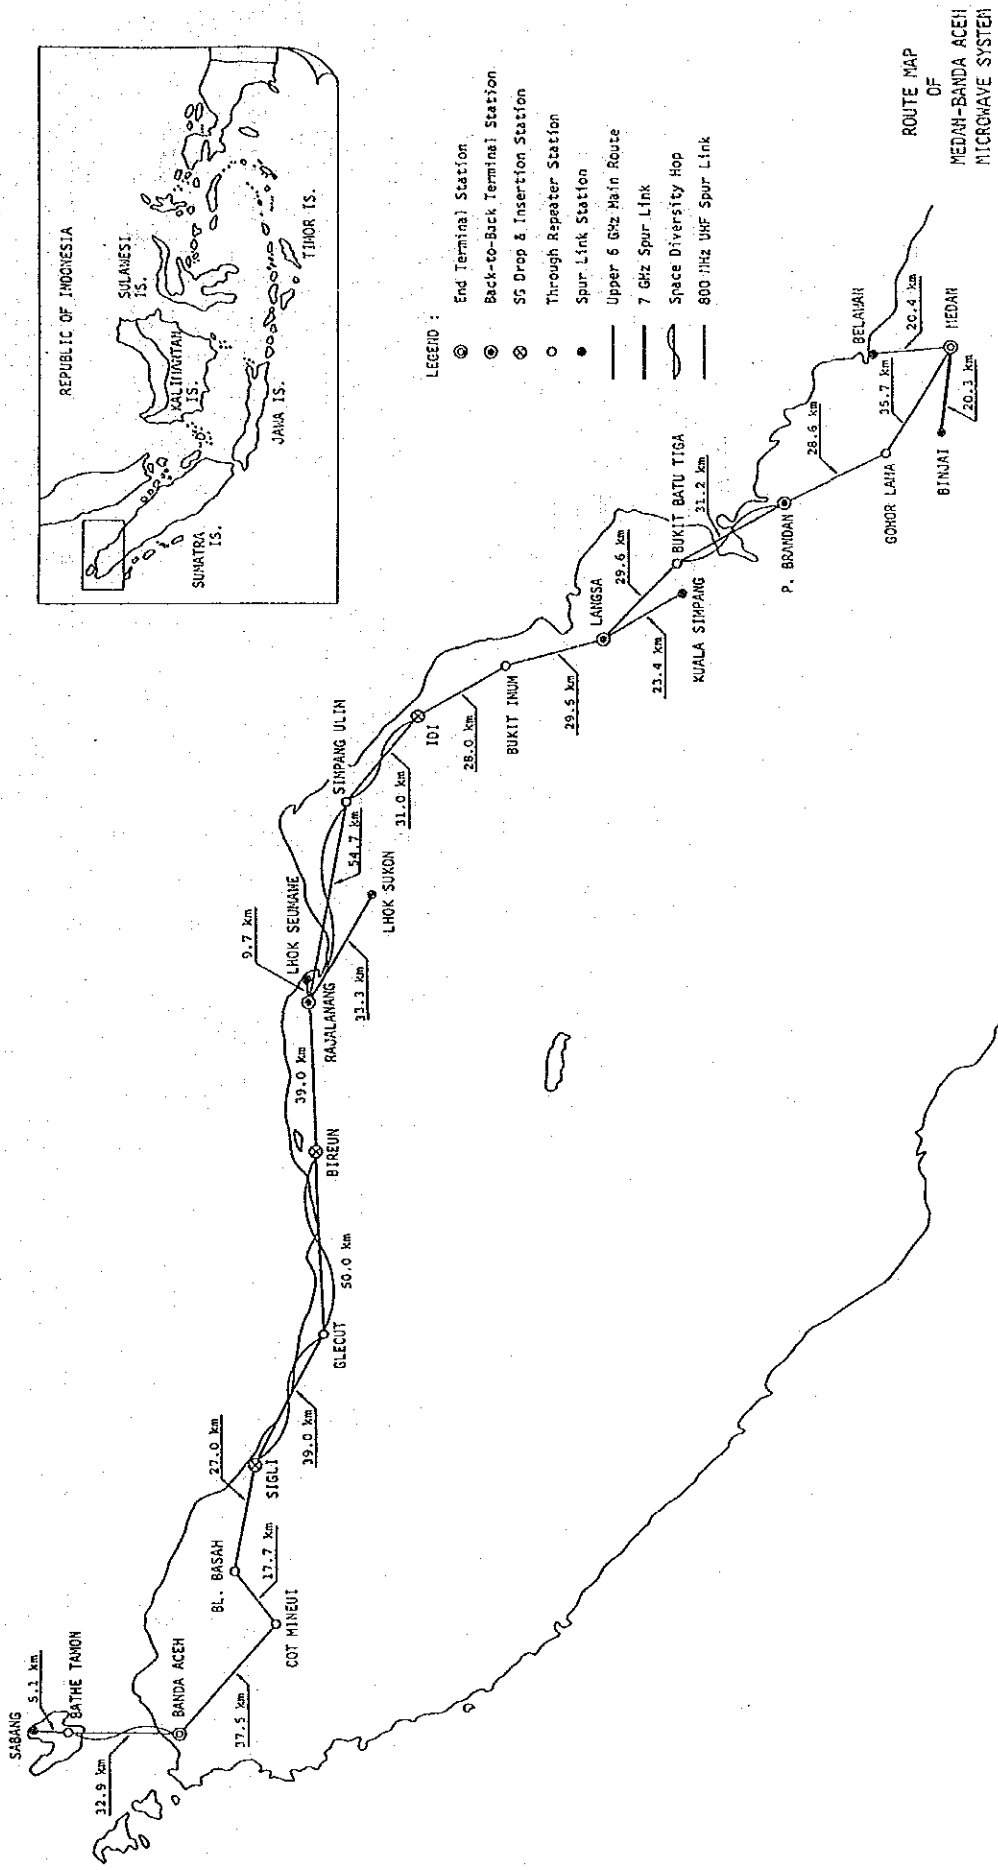 REPUBLIC OF INDONESIA
SUMATRA
IS.
KALIMANTAN
IS.
SULAWESI
IS.
JAWA IS.
TIMOR IS.
LEGEND :
End Terminal Station
Back-to-Back Terminal Station
SG Drop & Insertion Station
Through Repeater Station
Spur Link Station
Upper 6 GHz Main Route
7 GHz Spur Link
Space Diversity Hop
800 MHz UHF Spur Link
SABANG
5.1 km
BATHE TAMON
32.9 km
BANDA ACEH
37.5 km
COT MINEUI
17.7 km
BL. BASAH
27.0 km
SIGLI
39.0 km
GLECUT
50.0 km
BIREUN
39.0 km
RAJALANANG
9.7 km
LHOK SEUMAWE
33.3 km
LHOK SUKON
54.7 km
SIMPANG ULIN
31.0 km
IDI
28.0 km
BUKIT INUM
29.5 km
LANGSA
23.4 km
KUALA SIMPANG
29.6 km
BUKIT BATU TIGA
31.2 km
P. BRANDAN
28.6 km
GOHOR LAMA
35.7 km
BINJAI
20.3 km
MEDAN
20.4 km
BELAWAN
ROUTE MAP
OF
MEDAN-BANDA ACEH
MICROWAVE SYSTEM